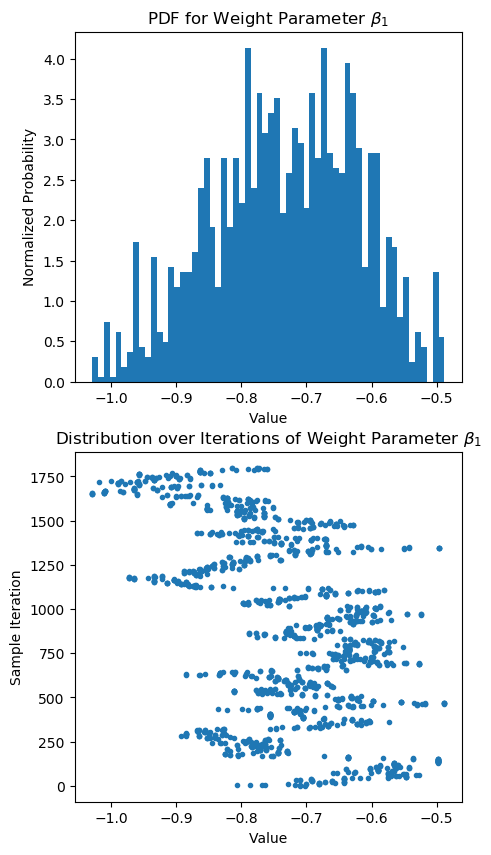 PDF for Weight Parameter β₁
4.0
3.5
3.0
2.5
2.0
1.5
1.0
0.5
0.0
Normalized Probability
−1.0 −0.9 −0.8 −0.7 −0.6 −0.5
Value
Distribution over Iterations of Weight Parameter β₁
1750
1500
1250
1000
750
500
250
0
Sample Iteration
−1.0 −0.9 −0.8 −0.7 −0.6 −0.5
Value